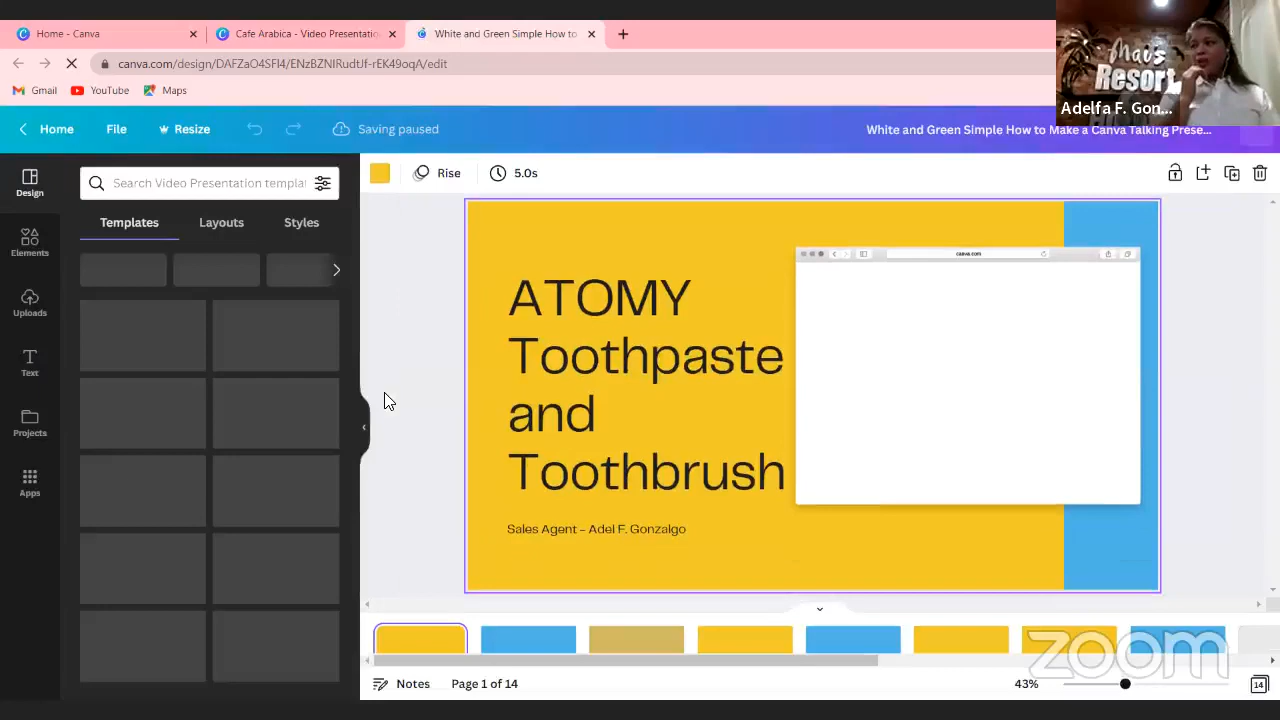 Home - Canva
Cafe Arabica - Video Presentatio
White and Green Simple How to
canva.com/design/DAFZaO4SFI4/ENzBZNIRudtJf-rEK49oqA/edit
Gmail
YouTube
Maps
Mai's
Resort
Adelfa F. Gon...
Home
File
Resize
Saving paused
White and Green Simple How to Make a Canva Talking Prese...
Design
Elements
Uploads
Text
Projects
Apps
Search Video Presentation templat
Templates
Layouts
Styles
Rise
5.0s
canva.com
ATOMY
Toothpaste
and
Toothbrush
Sales Agent - Adel F. Gonzalgo
zoom
Notes
Page 1 of 14
43%
14